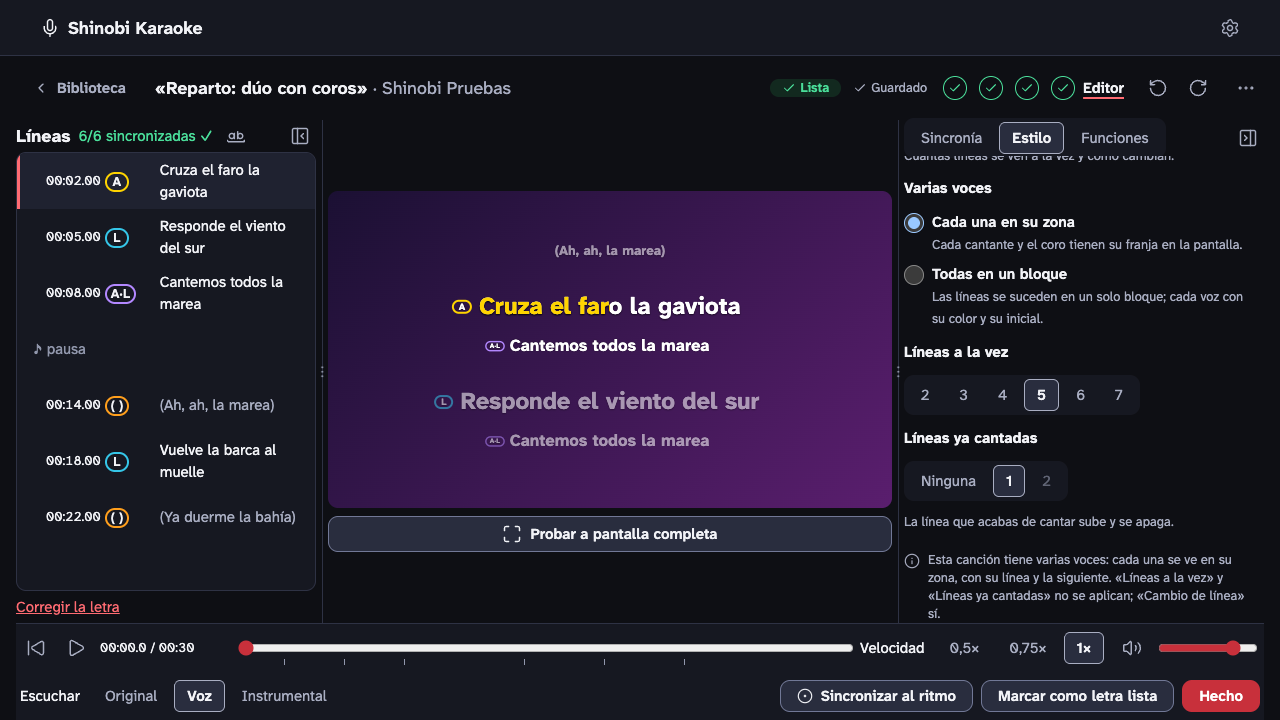 Shinobi Karaoke
Biblioteca
«Reparto: dúo con coros» · Shinobi Pruebas
Lista
Guardado
Editor
Líneas
6/6 sincronizadas
ab
00:02.00 A Cruza el faro la gaviota
00:05.00 L Responde el viento del sur
00:08.00 A·L Cantemos todos la marea
♪ pausa
00:14.00 ( ) (Ah, ah, la marea)
00:18.00 L Vuelve la barca al muelle
00:22.00 ( ) (Ya duerme la bahía)
Corregir la letra
(Ah, ah, la marea)
A Cruza el faro la gaviota
A·L Cantemos todos la marea
L Responde el viento del sur
A·L Cantemos todos la marea
Probar a pantalla completa
Sincronía
Estilo
Funciones
Cuántas líneas se ven a la vez y cómo cambian.
Varias voces
Cada una en su zona
Cada cantante y el coro tienen su franja en la pantalla.
Todas en un bloque
Las líneas se suceden en un solo bloque; cada voz con
su color y su inicial.
Líneas a la vez
2 3 4 5 6 7
Líneas ya cantadas
Ninguna 1 2
La línea que acabas de cantar sube y se apaga.
Esta canción tiene varias voces: cada una se ve en su
zona, con su línea y la siguiente. «Líneas a la vez» y
«Líneas ya cantadas» no se aplican; «Cambio de línea»
sí.
00:00.0 / 00:30
Velocidad 0,5× 0,75× 1×
Escuchar Original Voz Instrumental
Sincronizar al ritmo
Marcar como letra lista
Hecho